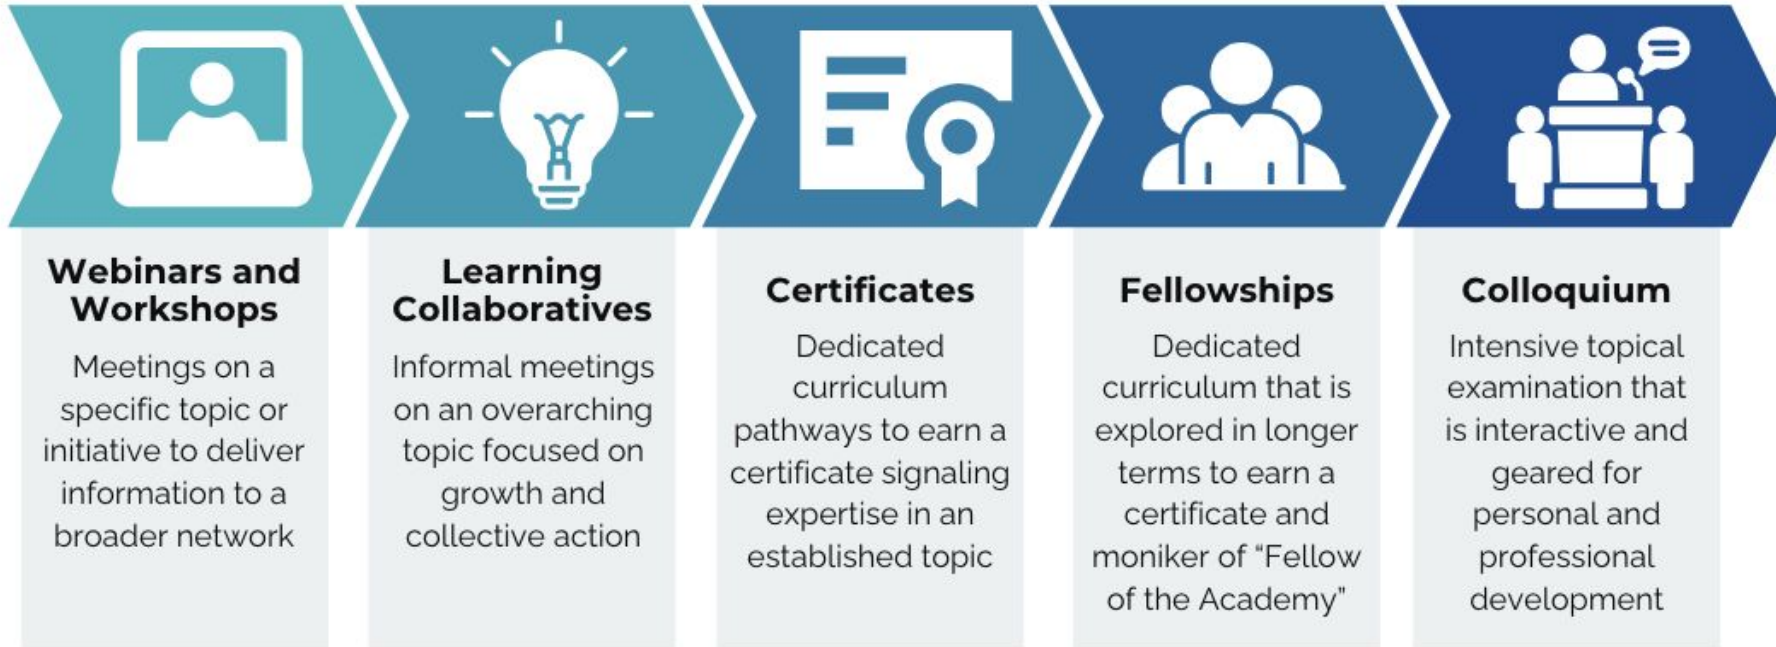 Webinars and
Workshops
Meetings on a
specific topic or
initiative to deliver
information to a
broader network
Learning
Collaboratives
Informal meetings
on an overarching
topic focused on
growth and
collective action
Certificates
Dedicated
curriculum
pathways to earn a
certificate signaling
expertise in an
established topic
Fellowships
Dedicated
curriculum that is
explored in longer
terms to earn a
certificate and
moniker of “Fellow
of the Academy”
Colloquium
Intensive topical
examination that
is interactive and
geared for
personal and
professional
development